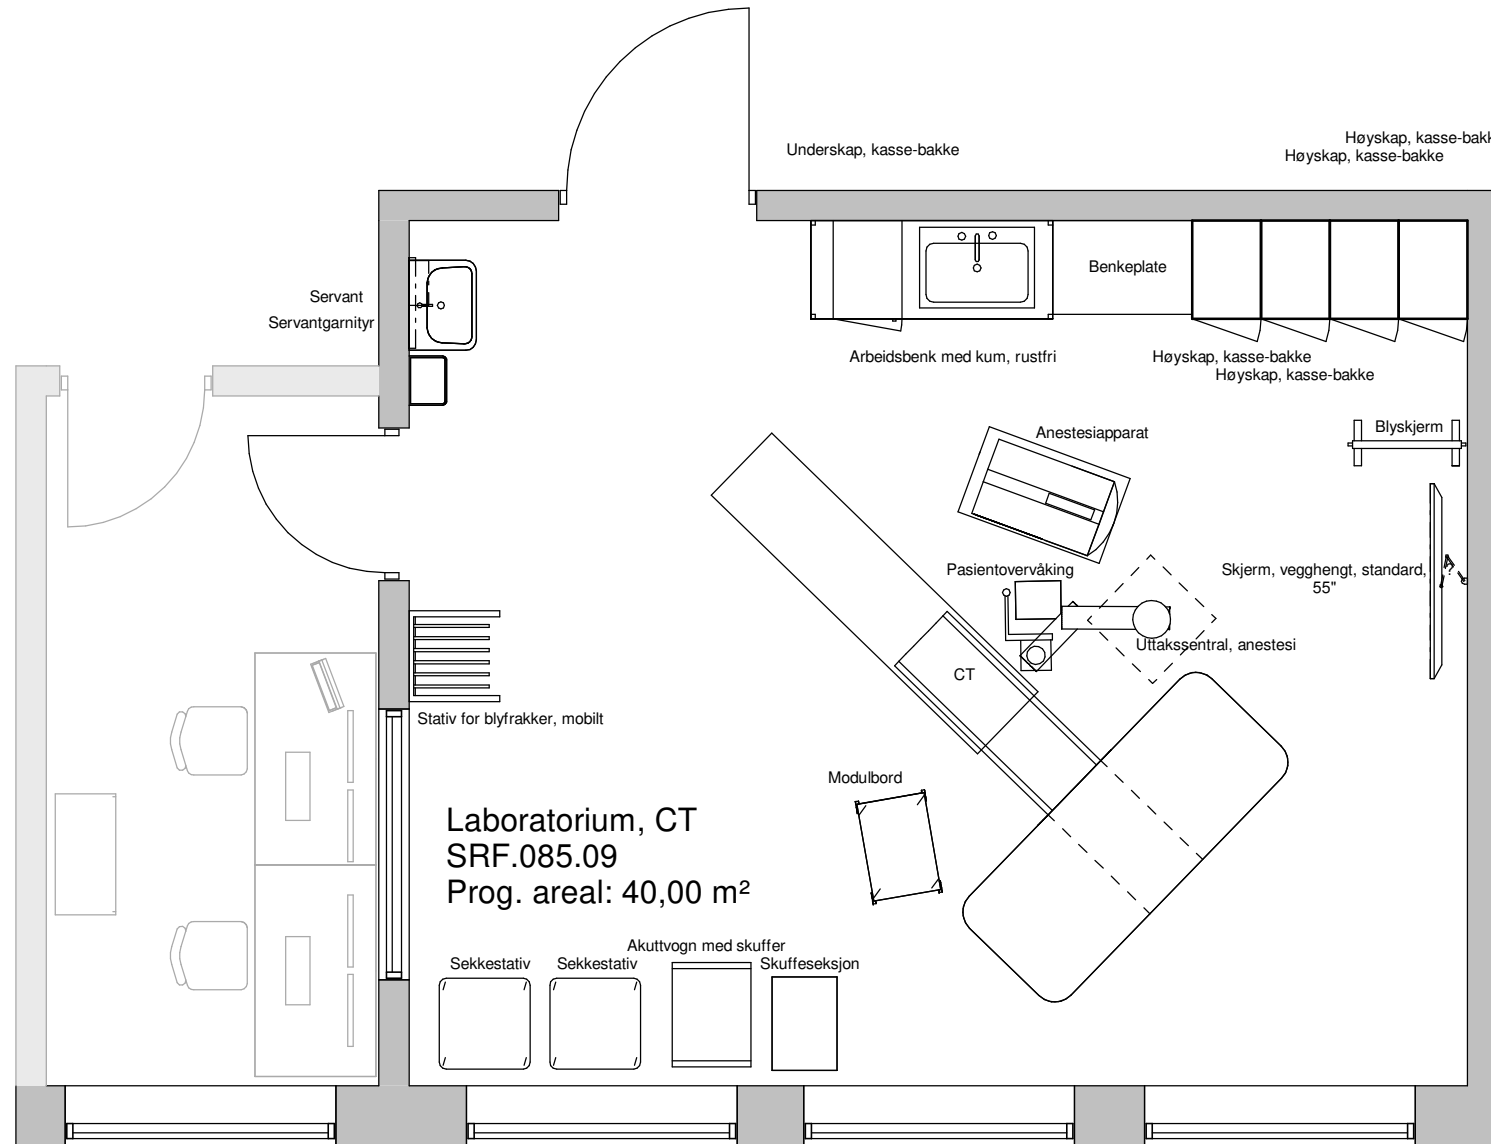 Høyskap, kasse-bakk
Underskap, kasse-bakke
Høyskap, kasse-bakke
Benkeplate
Servant
Servantgarnityr
Arbeidsbenk med kum, rustfri
Høyskap, kasse-bakke
Høyskap, kasse-bakke
Blyskjerm
Anestesiapparat
Pasientovervåking
Skjerm, vegghengt, standard,
55"
Uttakssentral, anestesi
CT
Stativ for blyfrakker, mobilt
Modulbord
Laboratorium, CT
SRF.085.09
Prog. areal: 40,00 m²
Akuttvogn med skuffer
Sekkestativ
Sekkestativ
Skuffeseksjon